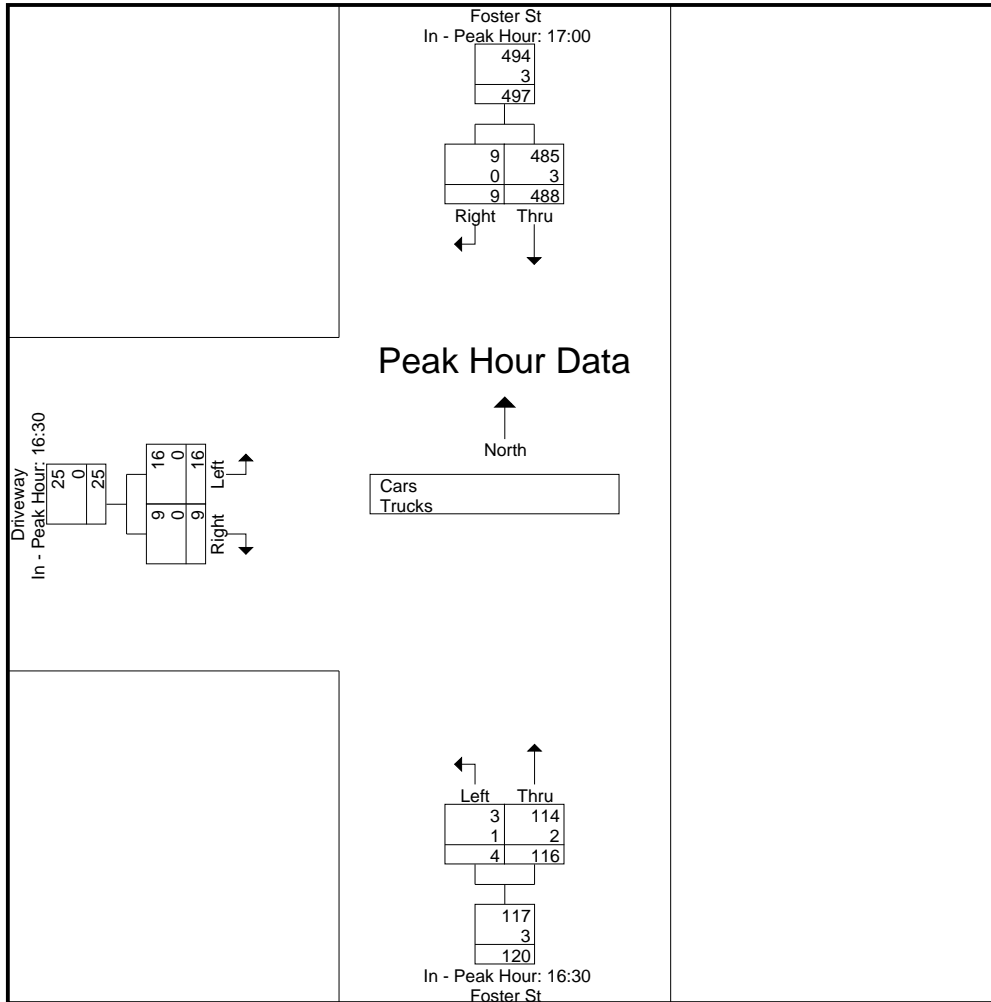 Foster St
In - Peak Hour: 17:00
494
3
497
9 485
0 3
9 488
Right Thru
Peak Hour Data
North
Cars
Trucks
Driveway
In - Peak Hour: 16:30
25
0
25
16 0 16
Left
9 0 9
Right
Left Thru
3 114
1 2
4 116
117
3
120
In - Peak Hour: 16:30
Foster St